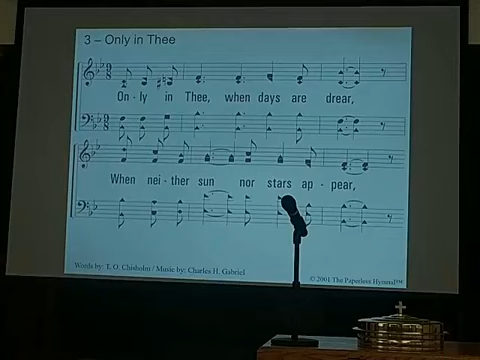 3 – Only in Thee
On - ly in Thee, when days are drear,
When nei - ther sun nor stars ap - pear,
Words by: T. O. Chisholm / Music by: Charles H. Gabriel
© 2001 The Paperless Hymnal™